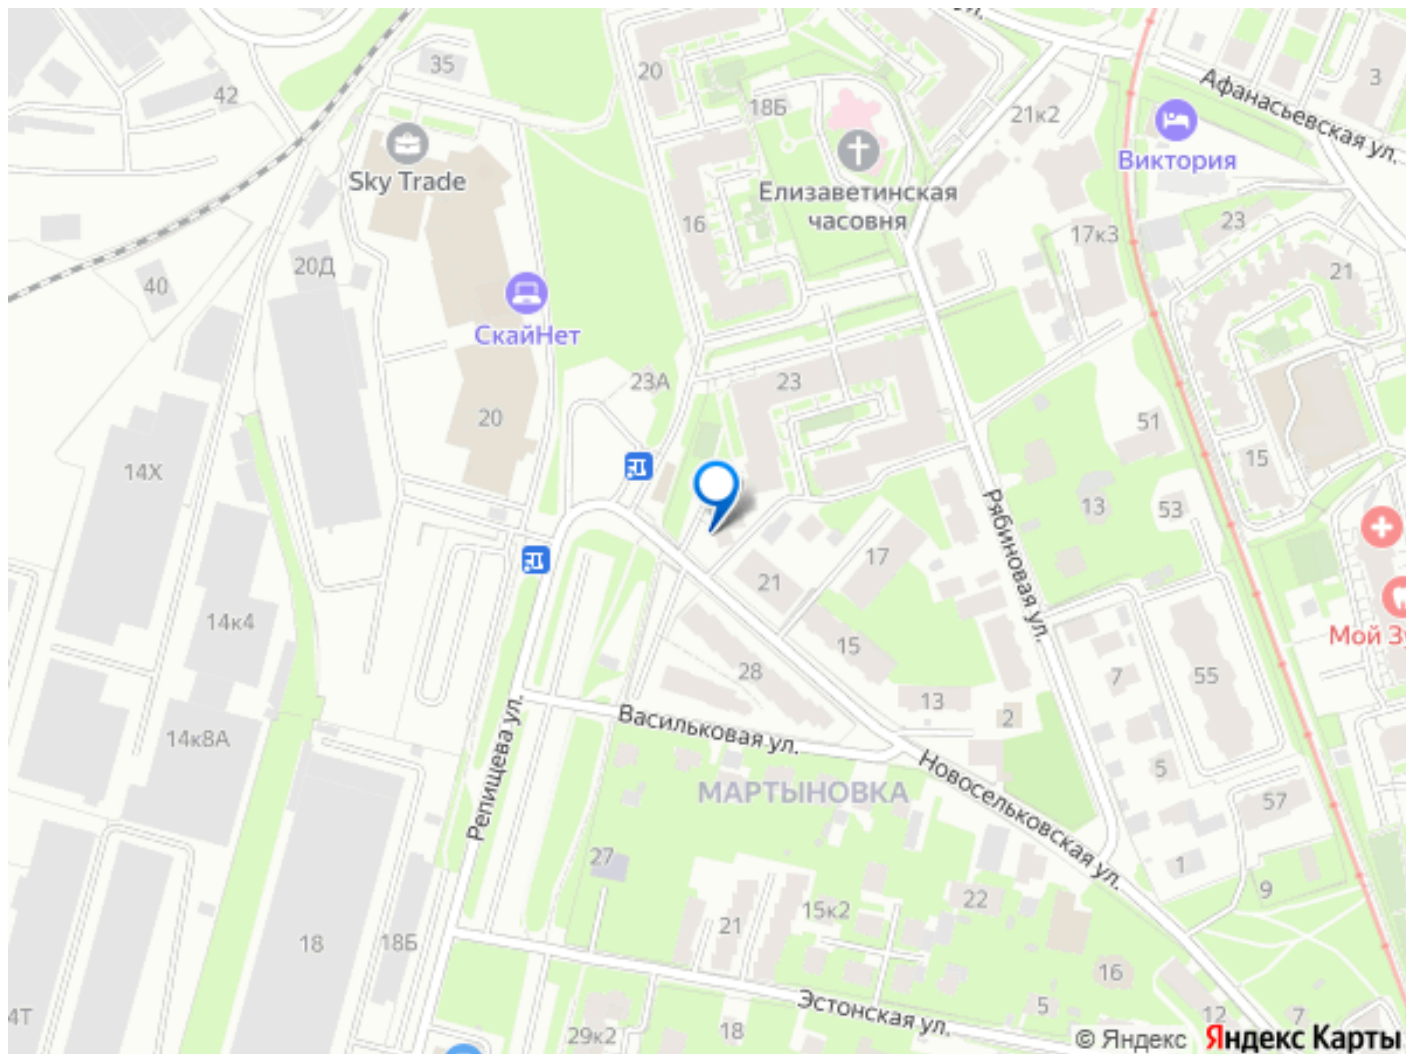 35
42
20
18Б
21к2
3
Афанасьевская ул.
Виктория
Sky Trade
Елизаветинская
часовня
16
17к3
23
21
20Д
40
СкайНет
23А
23
20
51
14Х
15
13
53
Рябиновая ул.
17
21
14к4
15
Мой З
28
7
55
13
2
Васильковая ул.
14к8А
Репищева ул.
МАРТЫНОВКА
Новосельковская ул.
5
57
27
1
9
22
15к2
21
18
18Б
16
Эстонская ул.
5
12
7
4Т
29к2
18
© Яндекс
Яндекс Карты